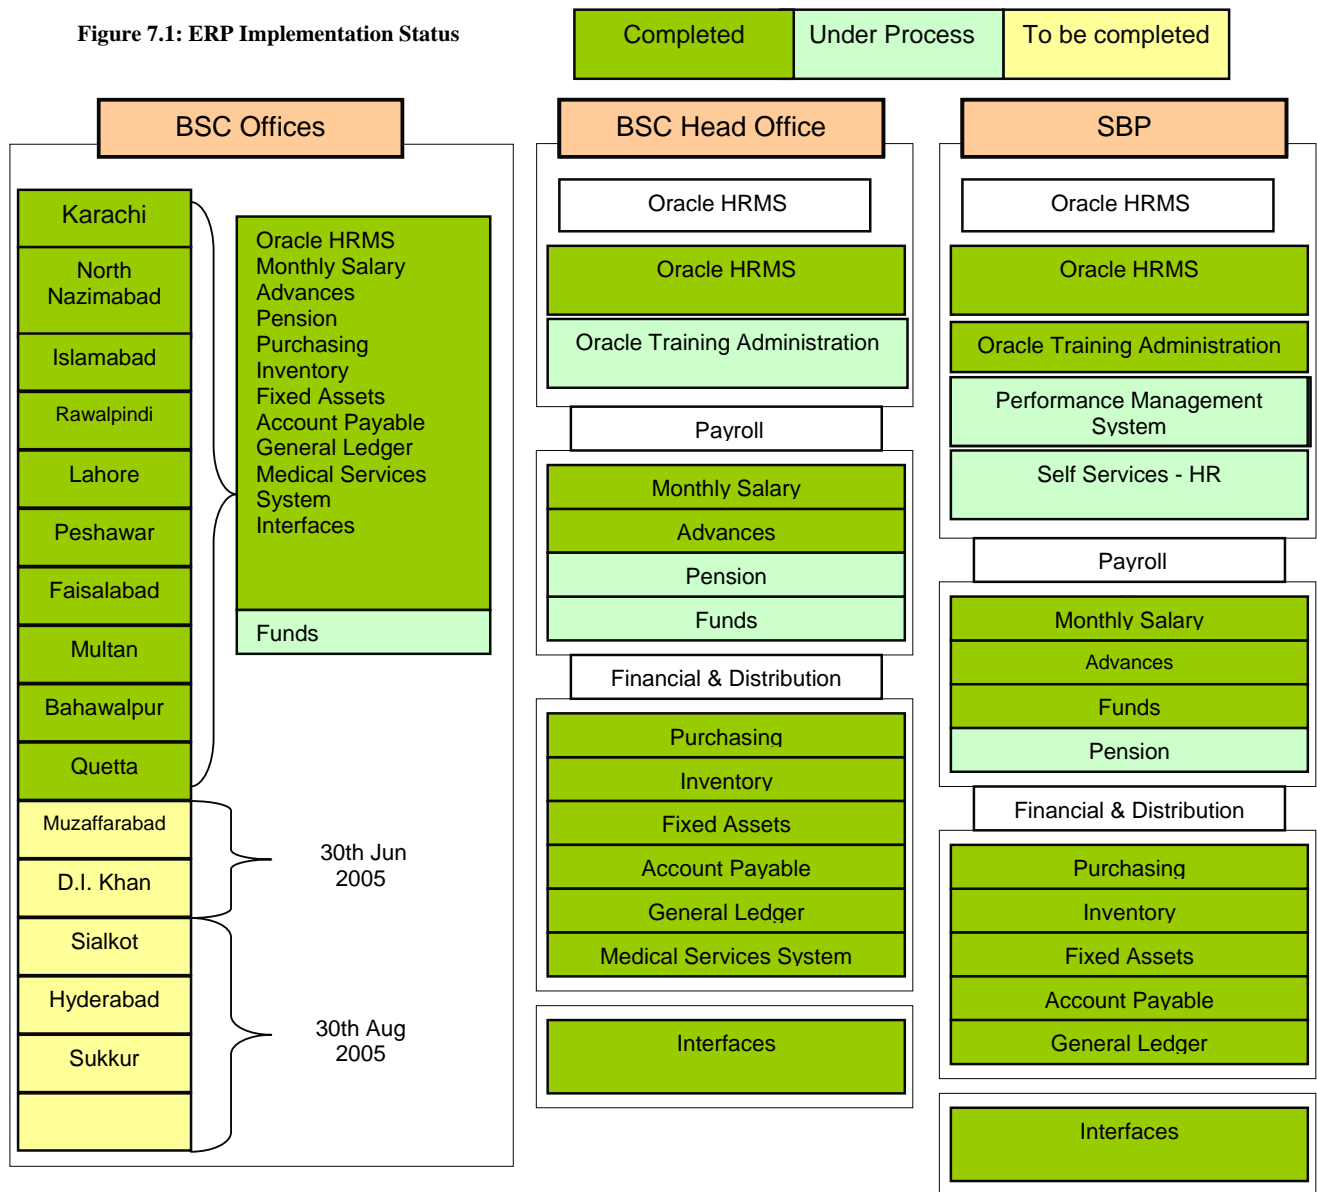 Figure 7.1: ERP Implementation Status
Completed
Under Process
To be completed
BSC Offices
Karachi
North
Nazimabad
Islamabad
Rawalpindi
Lahore
Peshawar
Faisalabad
Multan
Bahawalpur
Quetta
Muzaffarabad
D.I. Khan
Sialkot
Hyderabad
Sukkur
Oracle HRMS
Monthly Salary
Advances
Pension
Purchasing
Inventory
Fixed Assets
Account Payable
General Ledger
Medical Services
System
Interfaces
Funds
30th Jun
2005
30th Aug
2005
BSC Head Office
Oracle HRMS
Oracle HRMS
Oracle Training Administration
Payroll
Monthly Salary
Advances
Pension
Funds
Financial & Distribution
Purchasing
Inventory
Fixed Assets
Account Payable
General Ledger
Medical Services System
Interfaces
SBP
Oracle HRMS
Oracle HRMS
Oracle Training Administration
Performance Management
System
Self Services - HR
Payroll
Monthly Salary
Advances
Funds
Pension
Financial & Distribution
Purchasing
Inventory
Fixed Assets
Account Payable
General Ledger
Interfaces